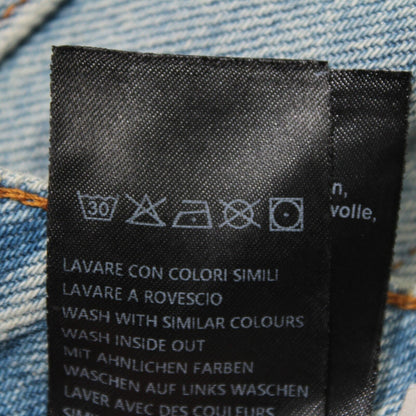 30
n,
volle,
LAVARE CON COLORI SIMILI
LAVARE A ROVESCIO
WASH WITH SIMILAR COLOURS
WASH INSIDE OUT
MIT ÄHNLICHEN FARBEN
WASCHEN AUF LINKS WASCHEN
LAVER AVEC DES COULEURS